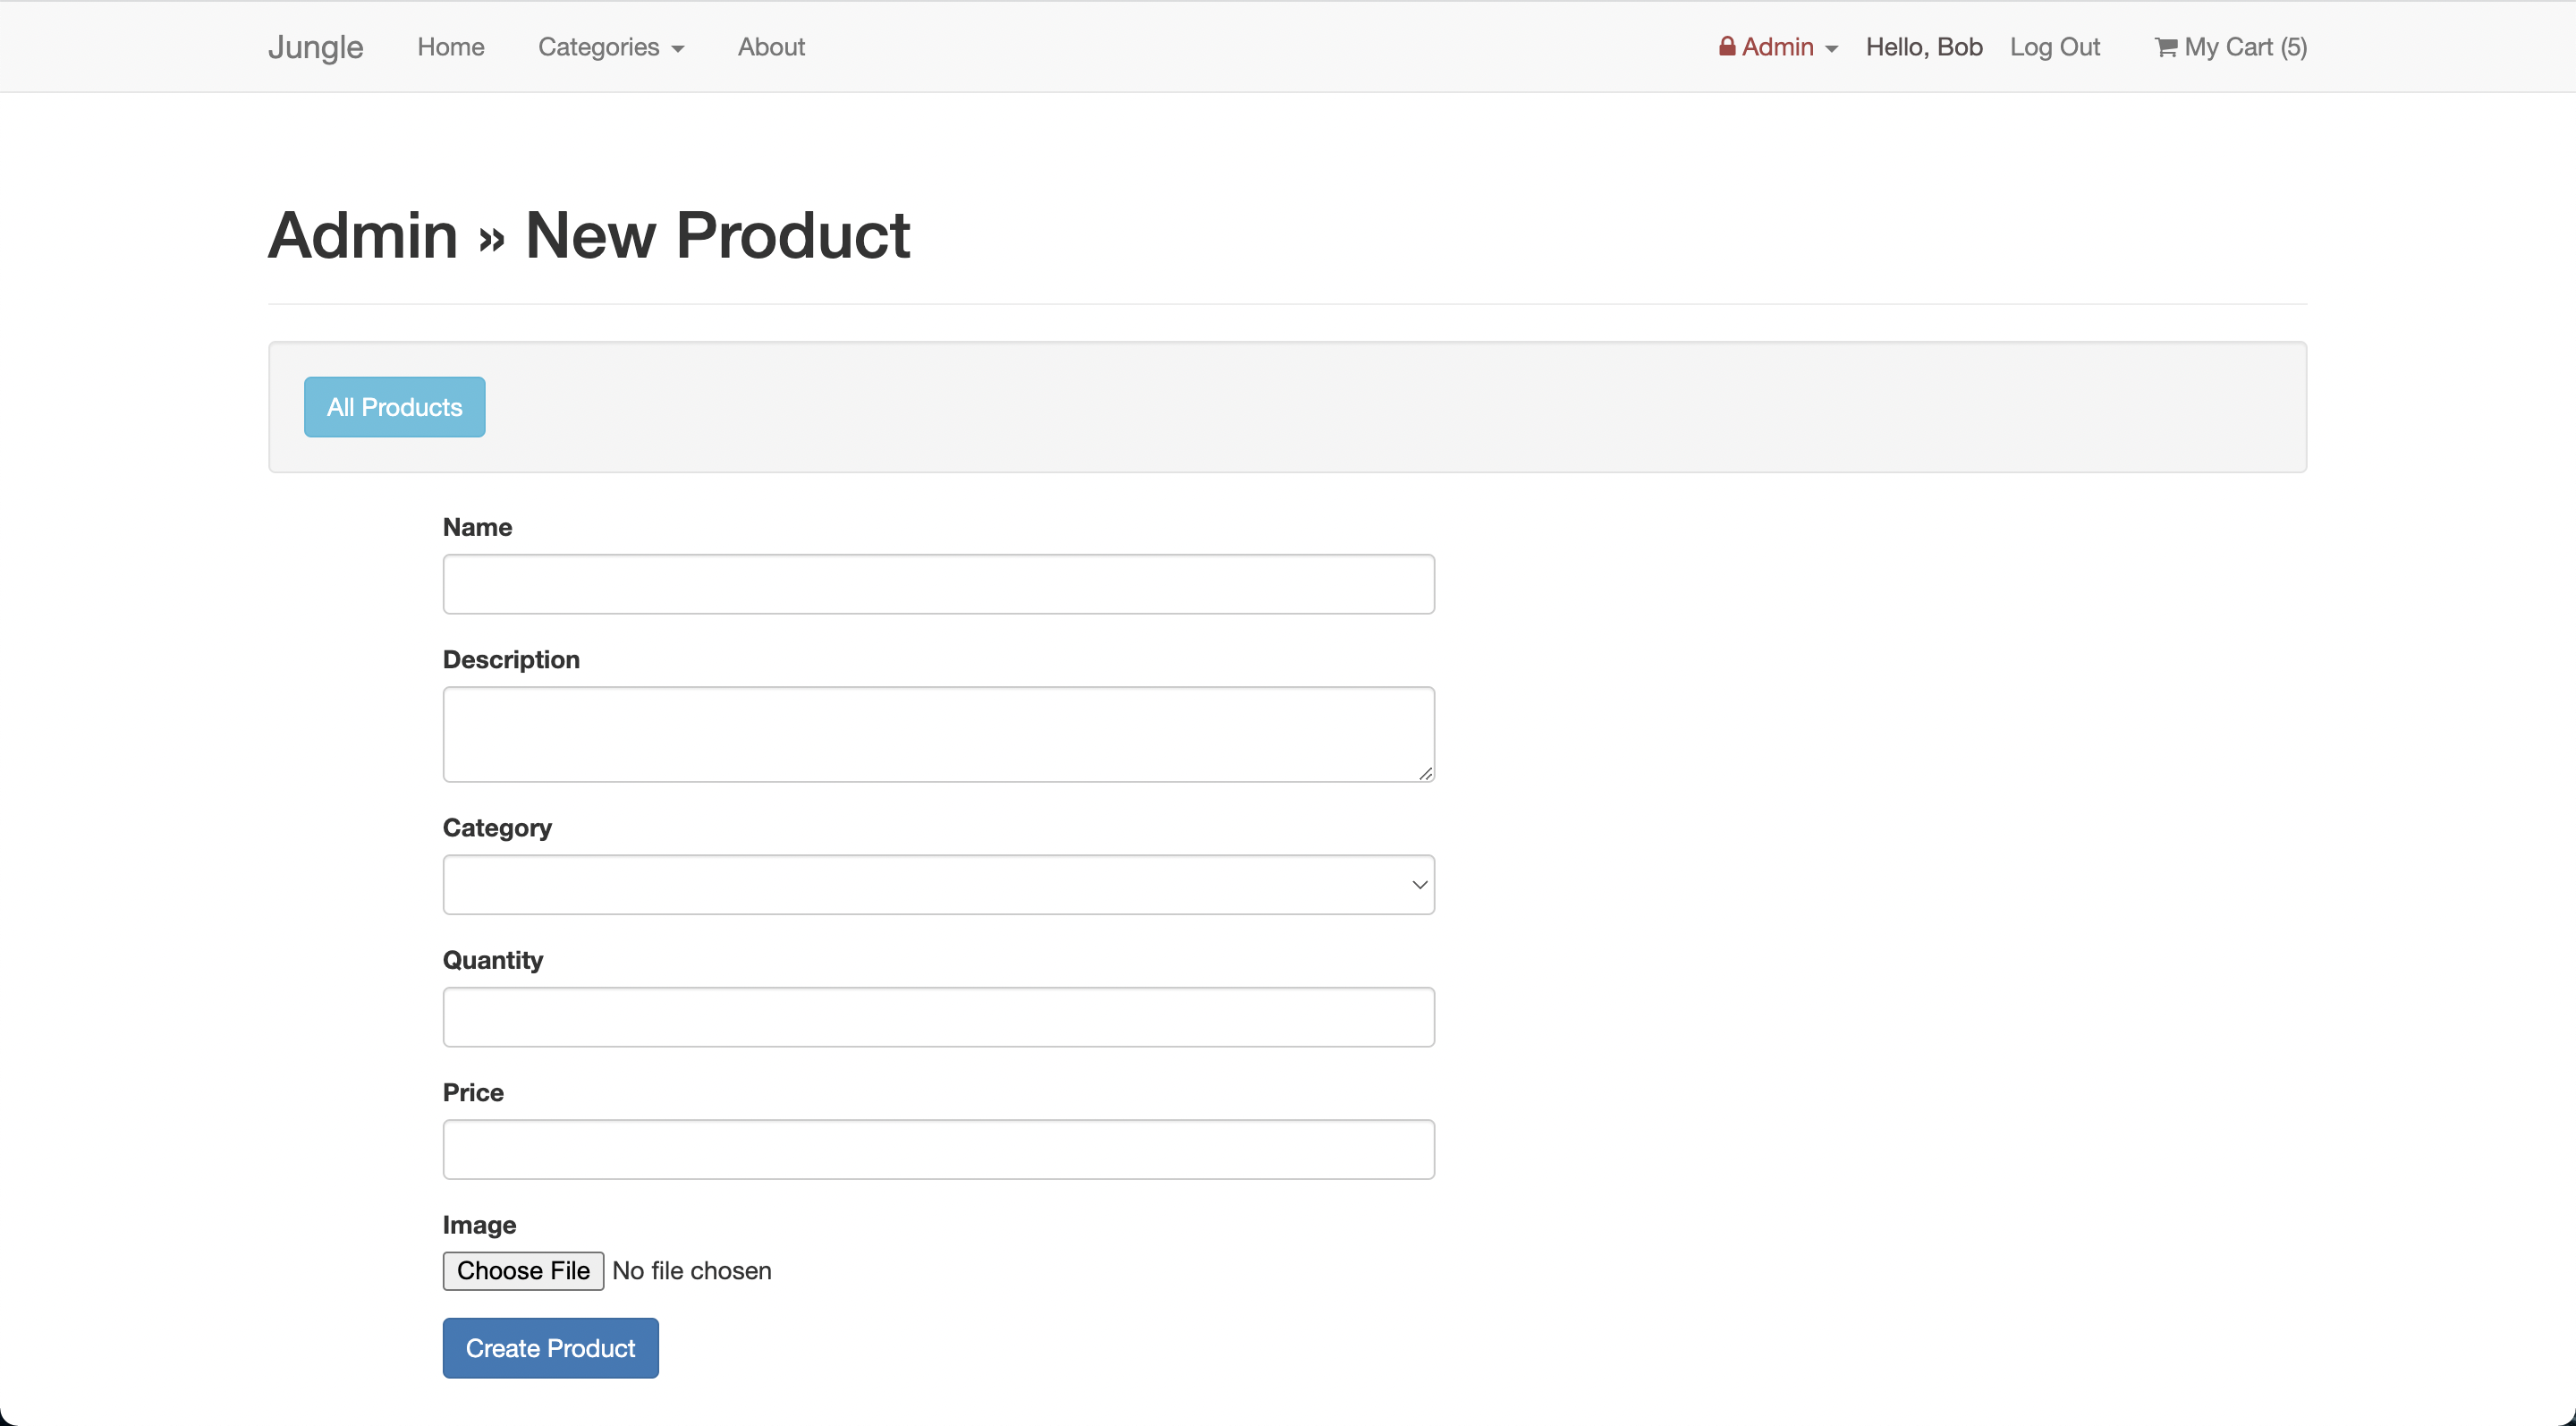 Jungle Home Categories About Admin Hello, Bob Log Out My Cart (5)
Admin » New Product
All Products
Name
Description
Category
Quantity
Price
Image
Choose File No file chosen
Create Product